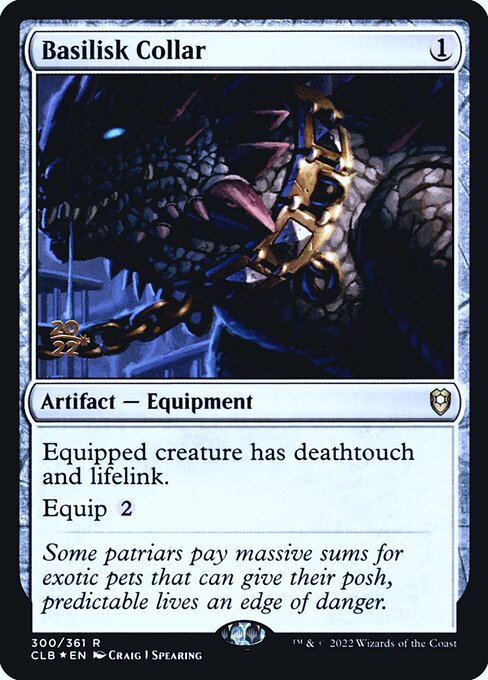 Basilisk Collar 1
20
22
Artifact — Equipment
Equipped creature has deathtouch
and lifelink.
Equip 2
Some patriars pay massive sums for
exotic pets that can give their posh,
predictable lives an edge of danger.
300/361 R
CLB ★ EN Craig J Spearing
™ & © 2022 Wizards of the Coast